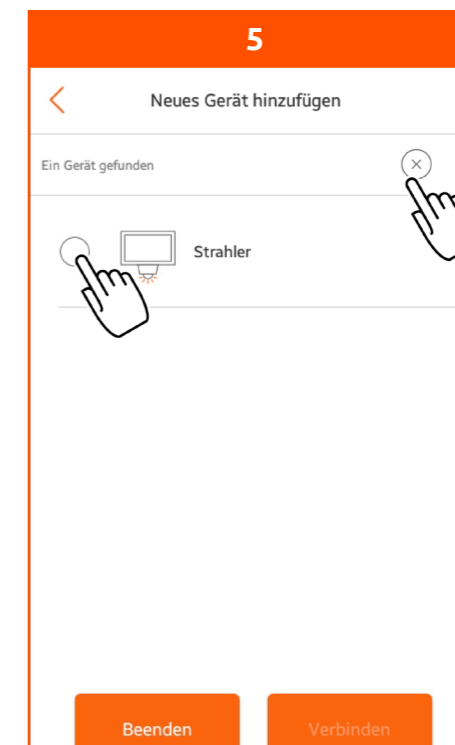 5
Neues Gerät hinzufügen
Ein Gerät gefunden
Strahler
Beenden
Verbinden